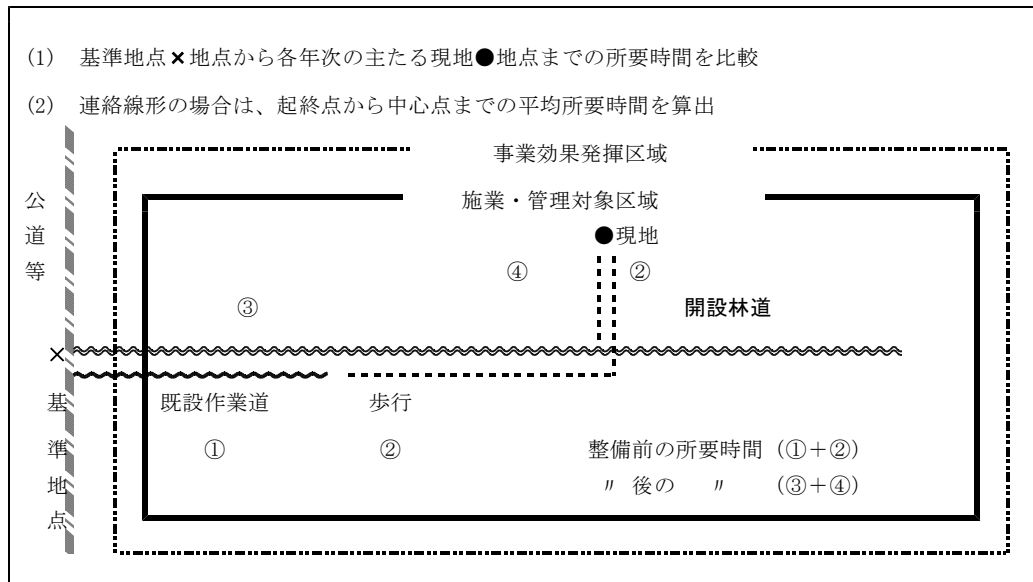 (1) 基準地点×地点から各年次の主たる現地●地点までの所要時間を比較
(2) 連絡線形の場合は、起終点から中心点までの平均所要時間を算出
事業効果発揮区域
施業・管理対象区域
公道等
●現地
④
②
③
開設林道
×
基準地点
既設作業道
歩行
①
②
整備前の所要時間（①＋②）
〃 後の 〃 （③＋④）